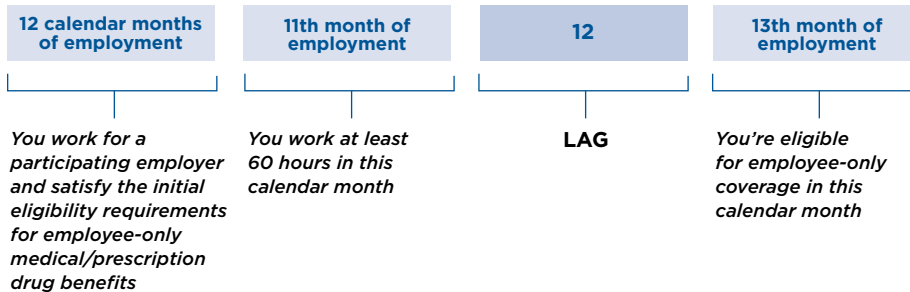 12 calendar months
of employment
11th month of
employment
12
13th month of
employment
You work for a
participating employer
and satisfy the initial
eligibility requirements
for employee-only
medical/prescription
drug benefits
You work at least
60 hours in this
calendar month
LAG
You’re eligible
for employee-only
coverage in this
calendar month